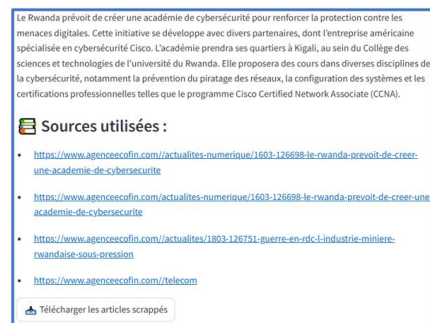 Le Rwanda prévoit de créer une académie de cybersécurité pour renforcer la protection contre les
menaces digitales. Cette initiative se développe avec divers partenaires, dont l'entreprise américaine
spécialisée en cybersécurité Cisco. L'académie prendra ses quartiers à Kigali, au sein du Collège des
sciences et technologies de l'université du Rwanda. Elle proposera des cours dans diverses disciplines de
la cybersécurité, notamment la prévention du piratage des réseaux, la configuration des systèmes et les
certifications professionnelles telles que le programme Cisco Certified Network Associate (CCNA).
Sources utilisées :
https://www.agenceecofin.com//actualites-numerique/1603-126698-le-rwanda-prevoit-de-creer-
une-academie-de-cybersecurite
https://www.agenceecofin.com/actualites-numerique/1603-126698-le-rwanda-prevoit-de-creer-une
academie-de-cybersecurite
https://www.agenceecofin.com//actualites/1803-126751-guerre-en-rdc-l-industrie-miniere-
rwandaise-sous-pression
https://www.agenceecofin.com//telecom
Télécharger les articles scrappés